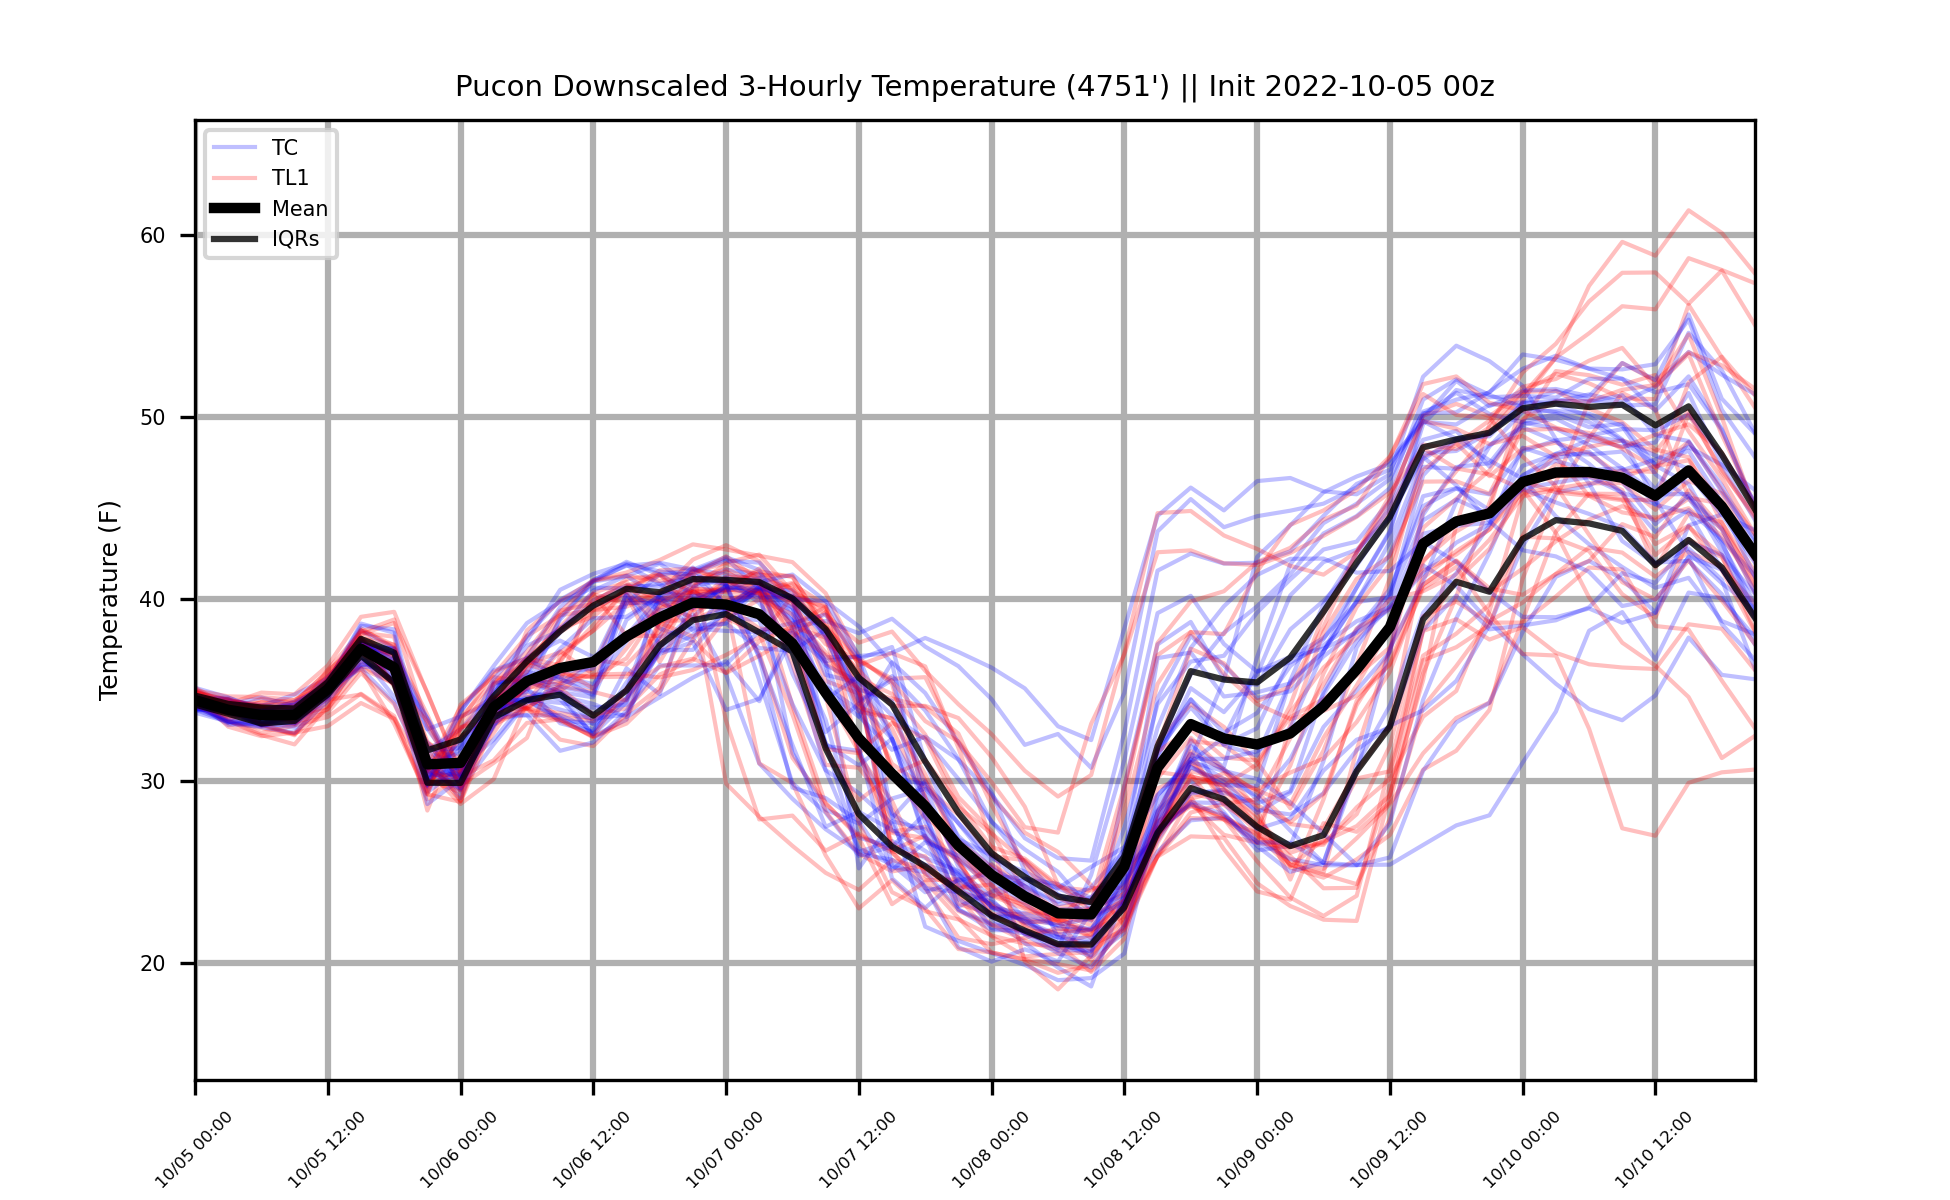 Pucon Downscaled 3-Hourly Temperature (4751') || Init 2022-10-05 00z
TC
TL1
Mean
IQRs
Temperature (F)
60
50
40
30
20
10/05 00:00
10/05 12:00
10/06 00:00
10/06 12:00
10/07 00:00
10/07 12:00
10/08 00:00
10/08 12:00
10/09 00:00
10/09 12:00
10/10 00:00
10/10 12:00